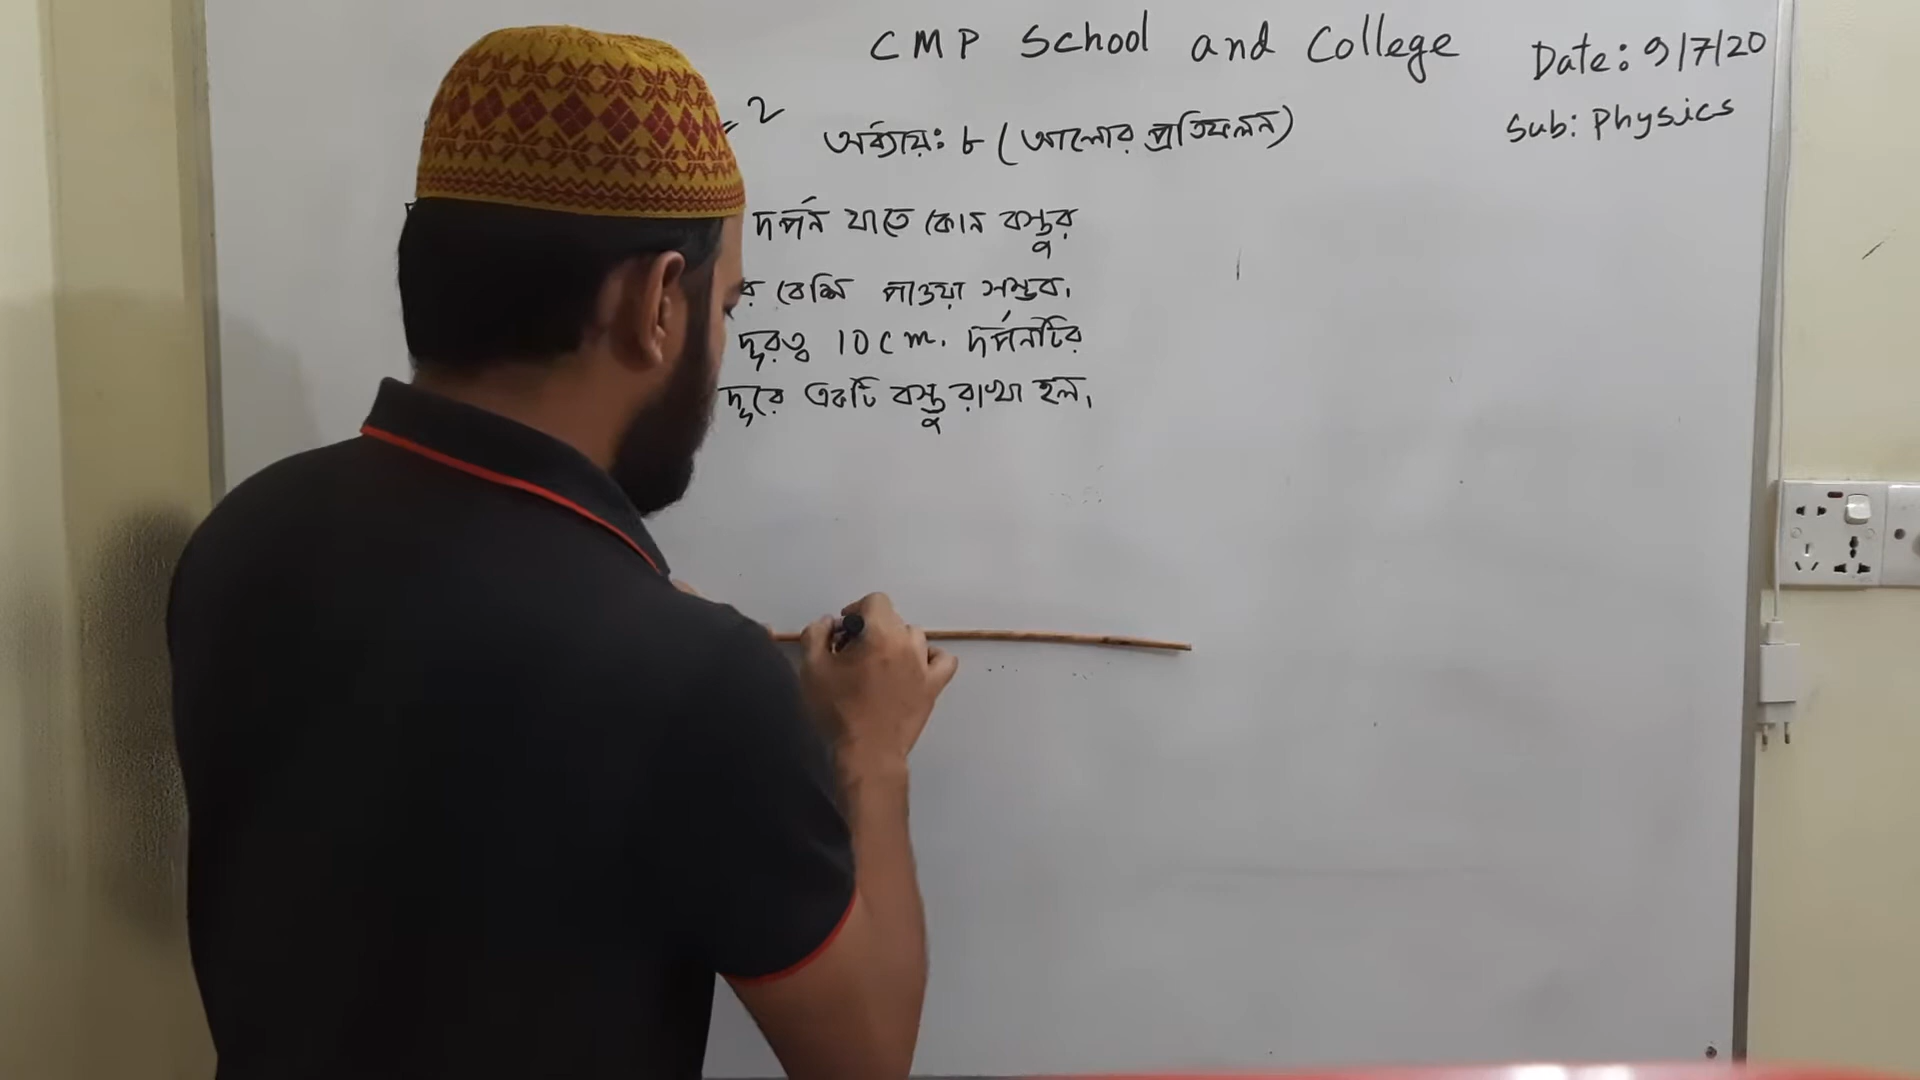 CMP School and College
Date: 9/7/20
= 2
অধ্যায়: ৮ (আলোর প্রতিফলন)
Sub: Physics
দর্পন যাতে কোন বস্তুর
র বেশি পাওয়া সম্ভব।
দূরত্ব 10cm. দর্পনটির
দূরে একটি বস্তু রাখা হল।